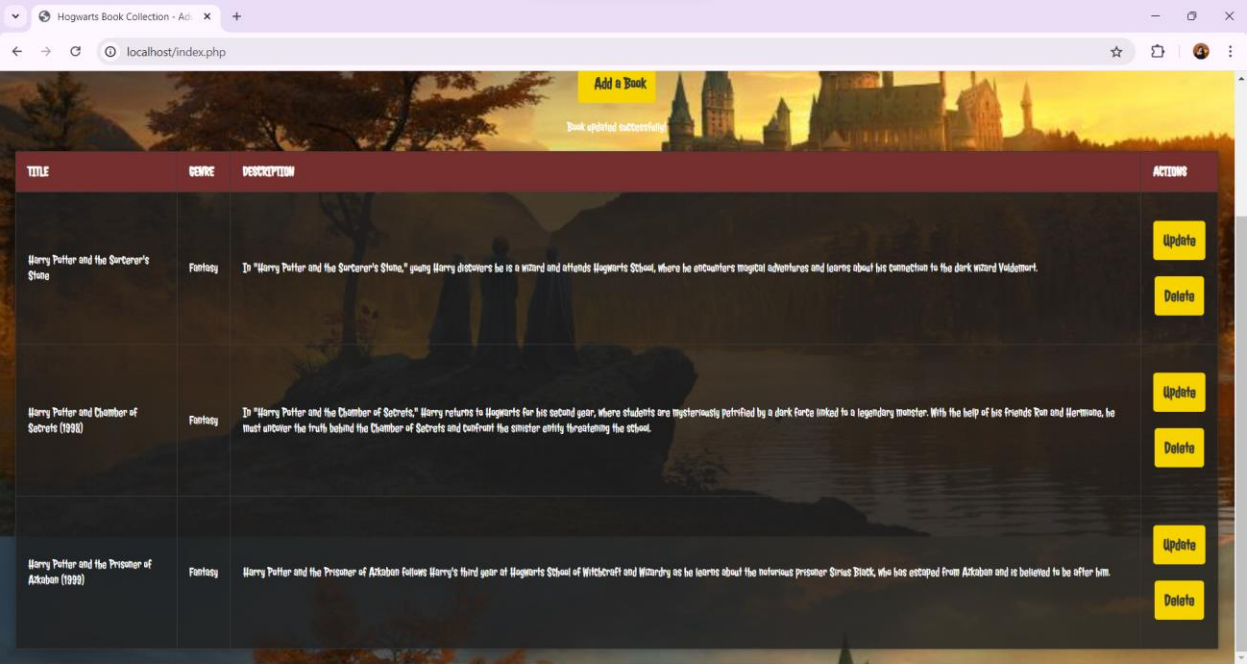 Hogwarts Book Collection - Ad
localhost/index.php
Add a Book
Book updated successfully!
TITLE GENRE DESCRIPTION ACTIONS
Harry Potter and the Sorcerer's
Stone
Fantasy
In "Harry Potter and the Sorcerer's Stone," young Harry discovers he is a wizard and attends Hogwarts School, where he encounters magical adventures and learns about his connection to the dark wizard Voldemort.
Update
Delete
Harry Potter and Chamber of
Secrets (1998)
Fantasy
In "Harry Potter and the Chamber of Secrets," Harry returns to Hogwarts for his second year, where students are mysteriously petrified by a dark force linked to a legendary monster. With the help of his friends Ron and Hermione, he
must uncover the truth behind the Chamber of Secrets and confront the sinister entity threatening the school.
Update
Delete
Harry Potter and the Prisoner of
Azkaban (1999)
Fantasy
Harry Potter and the Prisoner of Azkaban follows Harry's third year at Hogwarts School of Witchcraft and Wizardry as he learns about the notorious prisoner Sirius Black, who has escaped from Azkaban and is believed to be after him.
Update
Delete